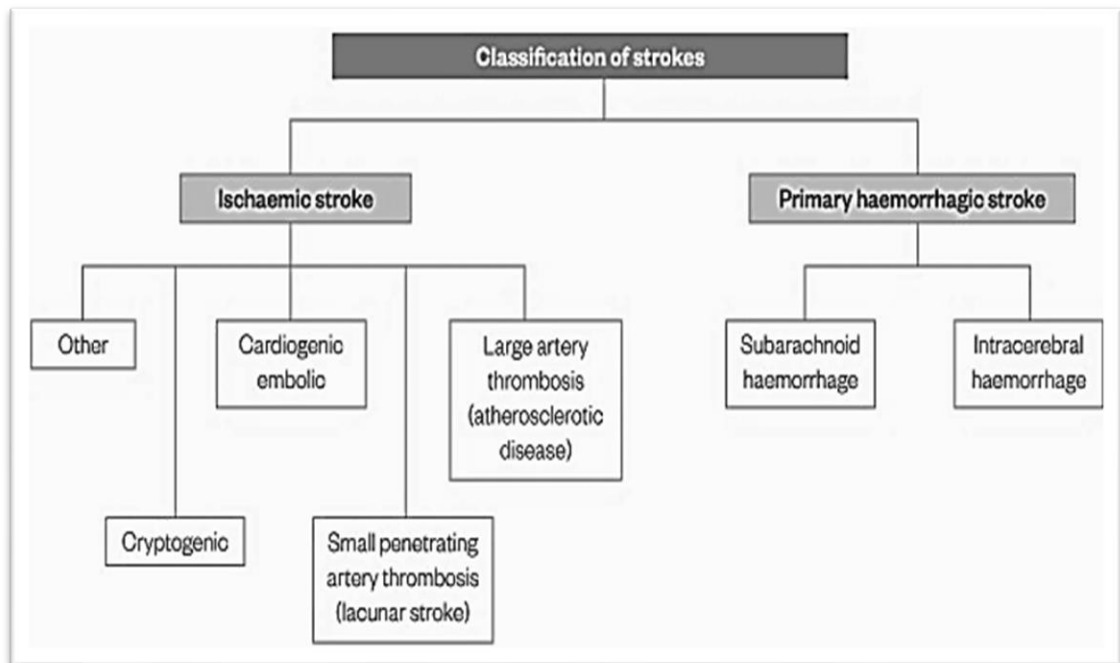 Classification of strokes
Ischaemic stroke
Primary haemorrhagic stroke
Other
Cardiogenic
embolic
Large artery
thrombosis
(atherosclerotic
disease)
Subarachnoid
haemorrhage
Intracerebral
haemorrhage
Cryptogenic
Small penetrating
artery thrombosis
(lacunar stroke)